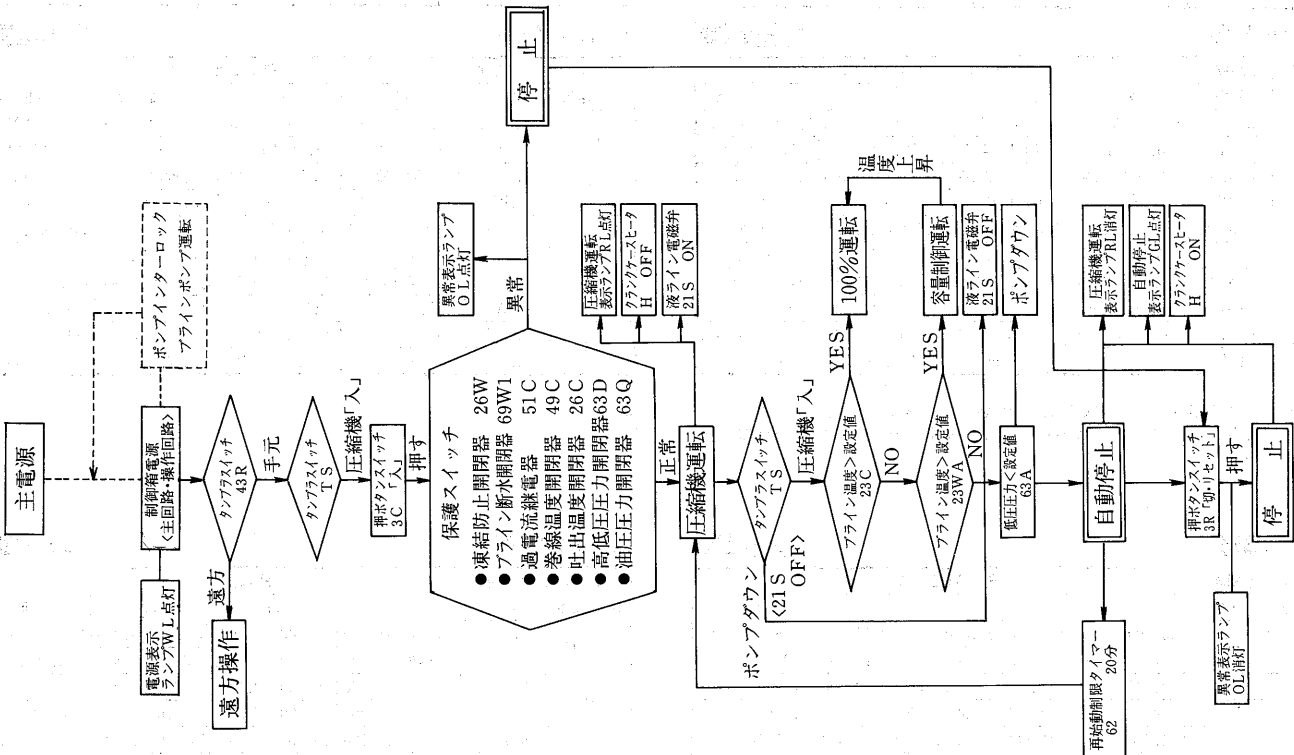 主電源
ポンプインターロック
ブラインポンプ運転
制御箱電源
<主回路・操作回路>
電源表示
ランプWL点灯
タンブラスイッチ
43R
遠方
遠方操作
手元
タンブラスイッチ
TS
圧縮機「入」
押ボタンスイッチ
3C「入」
押す
保護スイッチ
●凍結防止開閉器 26W
●ブライン断水開閉器 69W1
●過電流継電器 51C
●巻線温度開閉器 49C
●吐出温度開閉器 26C
●高低圧圧力開閉器63D
●油圧圧力開閉器 63Q
異常
異常表示ランプ
OL点灯
停止
正常
圧縮機運転
圧縮機運転
表示ランプRL点灯
クランクケースヒータ
H OFF
液ライン電磁弁
21S ON
タンブラスイッチ
TS
ポンプダウン
<21S
OFF>
圧縮機「入」
ブライン温度>設定値
23C
YES
100%運転
温度
上昇
NO
ブライン温度>設定値
23WA
YES
容量制御運転
NO
液ライン電磁弁
21S OFF
低圧圧力<設定値
63A
ポンプダウン
自動停止
圧縮機運転
表示ランプRL消灯
自動停止
表示ランプGL点灯
クランクケースヒータ
H ON
再始動制限タイマー
62 20分
押ボタンスイッチ
3R「切・リセット」
押す
異常表示ランプ
OL消灯
停止